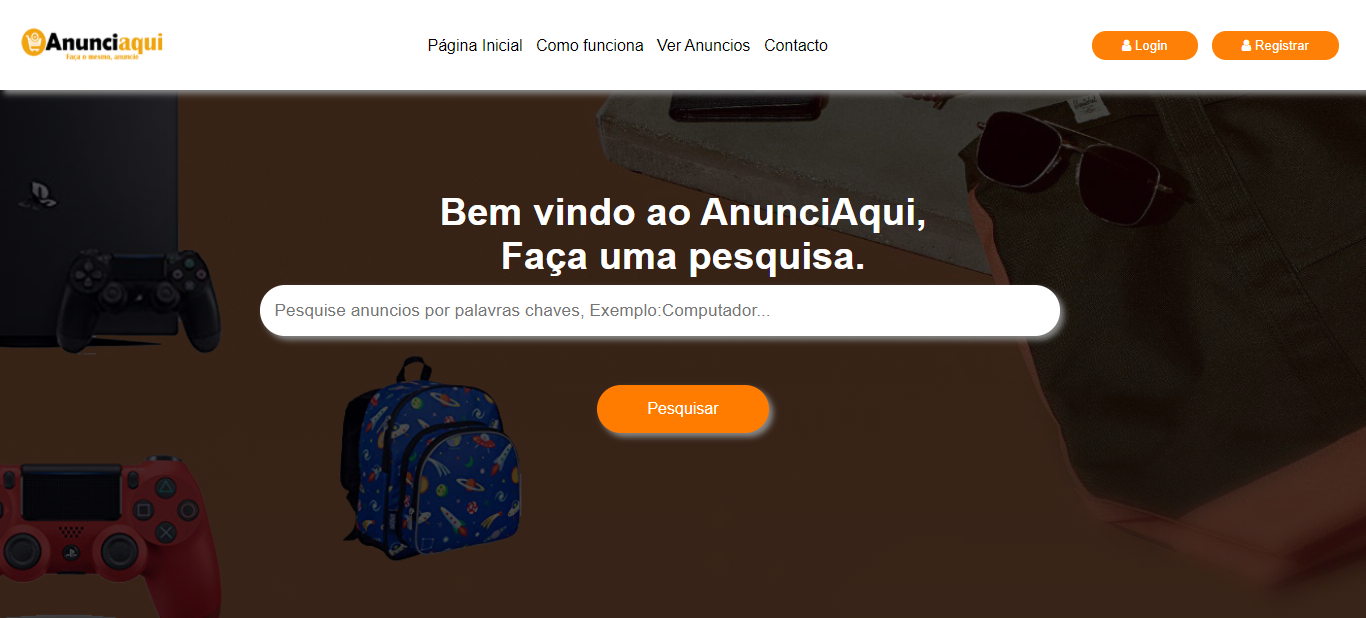 Anunciaqui
Faça o mesmo, anuncie
Página Inicial Como funciona Ver Anuncios Contacto
Login
Registrar
Bem vindo ao AnunciAqui,
Faça uma pesquisa.
Pesquise anuncios por palavras chaves, Exemplo:Computador...
Pesquisar